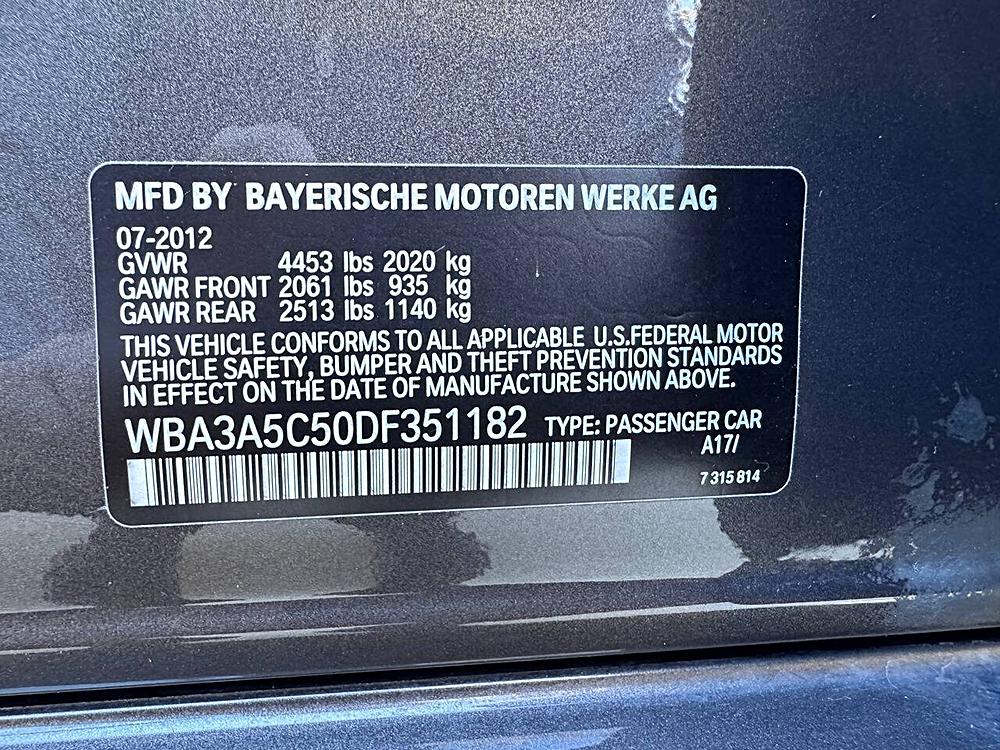 MFD BY BAYERISCHE MOTOREN WERKE AG
07-2012
GVWR 4453 lbs 2020 kg
GAWR FRONT 2061 lbs 935 kg
GAWR REAR 2513 lbs 1140 kg
THIS VEHICLE CONFORMS TO ALL APPLICABLE U.S.FEDERAL MOTOR
VEHICLE SAFETY, BUMPER AND THEFT PREVENTION STANDARDS
IN EFFECT ON THE DATE OF MANUFACTURE SHOWN ABOVE.
WBA3A5C50DF351182 TYPE: PASSENGER CAR
A17/
7 315 814